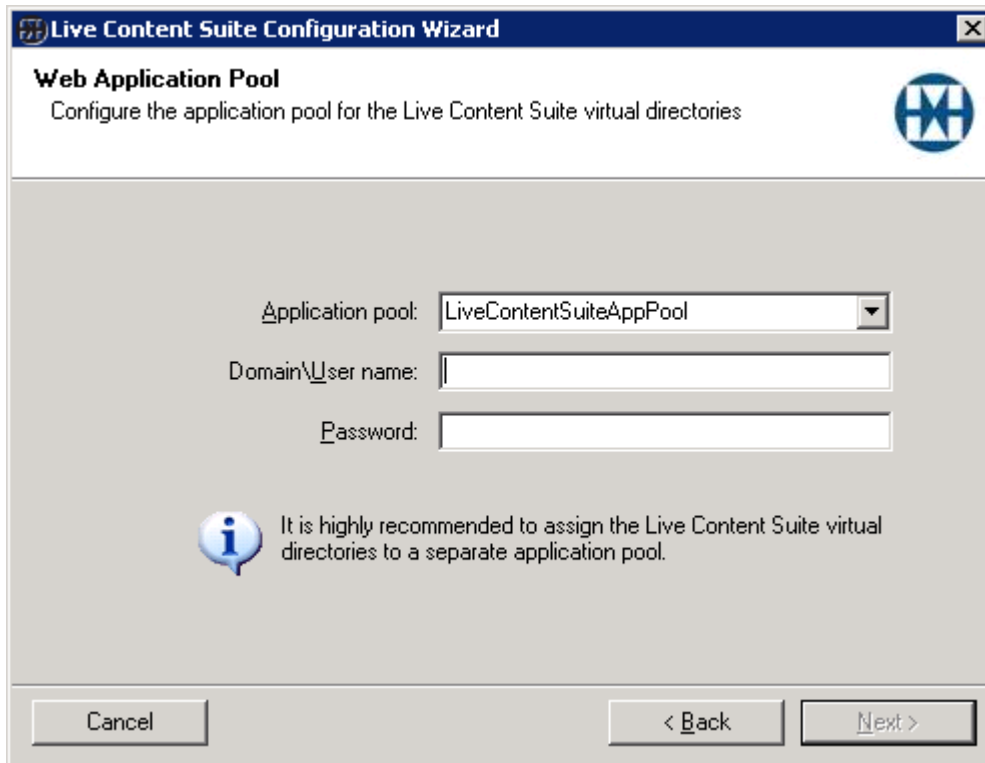 Live Content Suite Configuration Wizard
Web Application Pool
Configure the application pool for the Live Content Suite virtual directories
Application pool: LiveContentSuiteAppPool
Domain\User name:
Password:
It is highly recommended to assign the Live Content Suite virtual
directories to a separate application pool.
Cancel < Back Next >